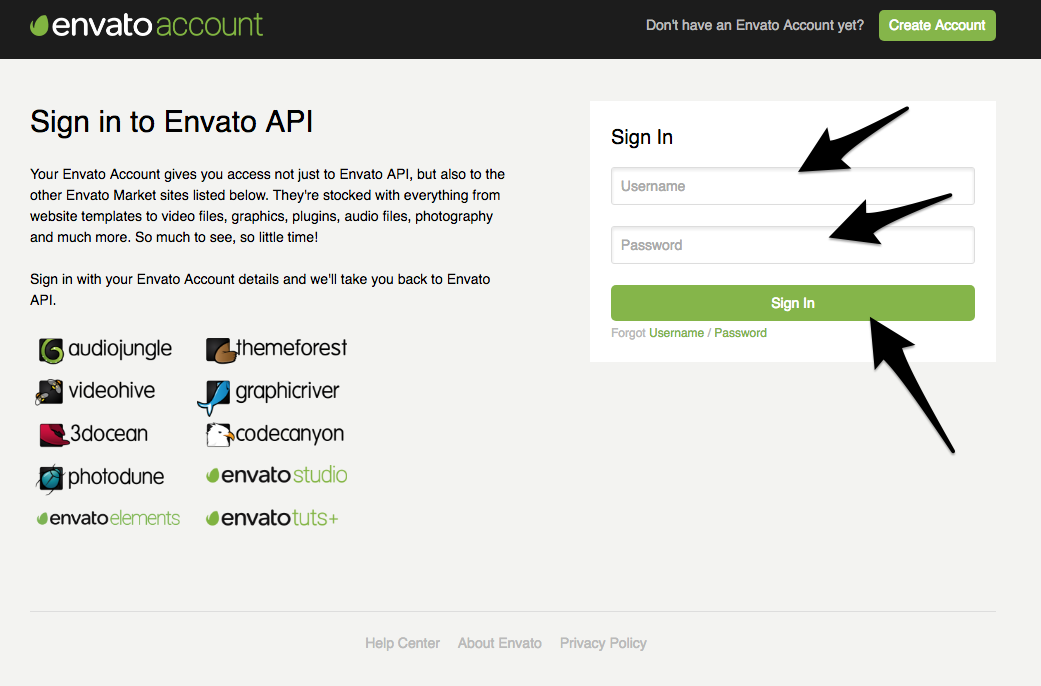 envato account
Don't have an Envato Account yet?
Create Account
Sign in to Envato API
Your Envato Account gives you access not just to Envato API, but also to the
other Envato Market sites listed below. They're stocked with everything from
website templates to video files, graphics, plugins, audio files, photography
and much more. So much to see, so little time!
Sign in with your Envato Account details and we'll take you back to Envato
API.
audiojungle
themeforest
videohive
graphicriver
3docean
codecanyon
photodune
envato studio
envato elements
envato tuts+
Sign In
Username
Password
Sign In
Forgot Username / Password
Help Center
About Envato
Privacy Policy